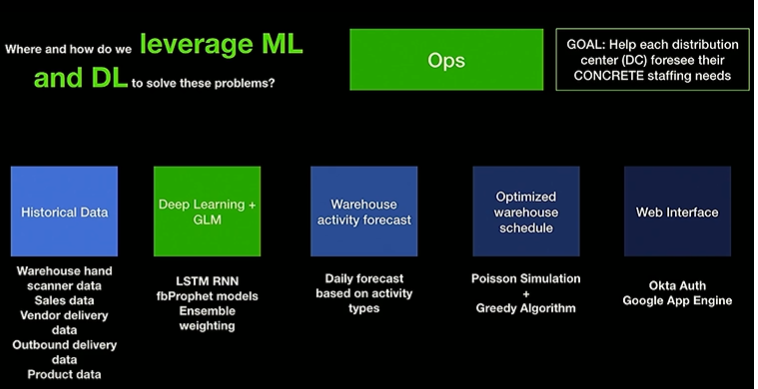 Where and how do we leverage ML
and DL to solve these problems?
Ops
GOAL: Help each distribution
center (DC) foresee their
CONCRETE staffing needs
Historical Data
Warehouse hand
scanner data
Sales data
Vendor delivery
data
Outbound delivery
data
Product data
Deep Learning +
GLM
LSTM RNN
fbProphet models
Ensemble
weighting
Warehouse
activity forecast
Daily forecast
based on activity
types
Optimized
warehouse
schedule
Poisson Simulation
+
Greedy Algorithm
Web Interface
Okta Auth
Google App Engine